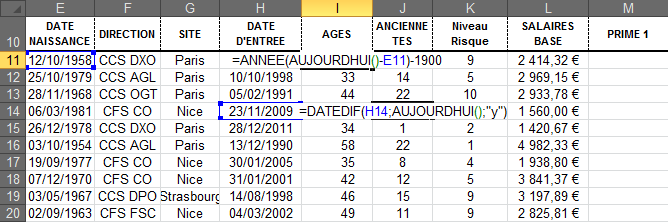 E F G H I J K L M
10 DATE NAISSANCE DIRECTION SITE DATE D'ENTREE AGES ANCIENNE TES Niveau Risque SALAIRES BASE PRIME 1
11 12/10/1958 CCS DXO Paris =ANNEE(AUJOURDHUI()-E11)-1900 9 2 414,32 €
12 25/10/1979 CCS AGL Paris 10/10/1998 33 14 5 2 969,15 €
13 28/11/1968 CCS OGT Paris 05/02/1991 44 22 10 2 933,78 €
14 06/03/1981 CFS CO Nice 23/11/2009 =DATEDIF(H14;AUJOURDHUI();"y") 1 560,00 €
15 26/12/1978 CCS DXO Paris 28/12/2011 34 1 2 1 420,67 €
16 03/10/1954 CCS AGL Paris 13/12/1990 58 22 1 4 982,33 €
17 19/09/1977 CFS CO Nice 30/01/2005 35 8 4 1 938,80 €
18 07/12/1970 CFS CO Nice 31/01/2001 42 12 5 3 841,37 €
19 03/05/1967 CCS DPO Strasbourg 14/08/1998 46 15 9 3 197,89 €
20 02/09/1963 CFS FSC Nice 04/03/2002 49 11 9 2 825,81 €